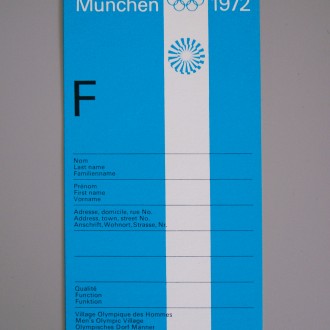 München 1972
F
Nom
Last name
Familienname
Prénom
First name
Vorname
Adresse, domicile, rue No.
Address, town, street No.
Anschrift, Wohnort, Strasse, Nr.
Qualité
Function
Funktion
Village Olympique des Hommes
Men's Olympic Village
Olympisches Dorf Männer